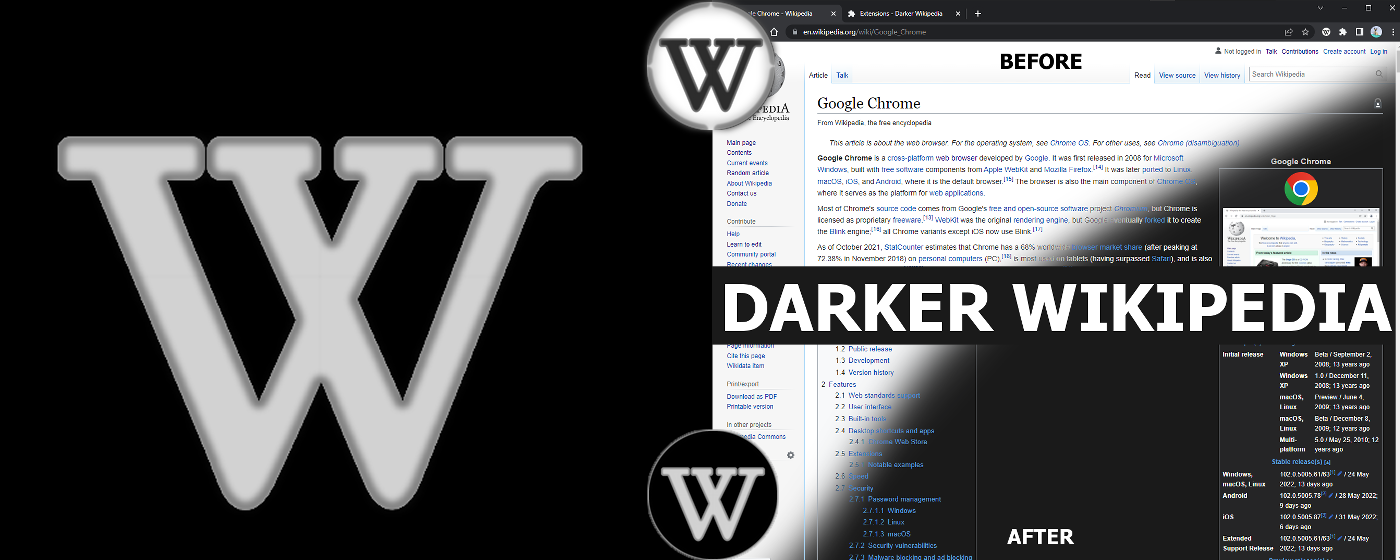 W
Google Chrome - Wikipedia
Extensions - Darker Wikipedia
en.wikipedia.org/wiki/Google_Chrome
W
BEFORE
Not logged in Talk Contributions Create account Log in
Article Talk
Read View source View history
Search Wikipedia
Google Chrome
From Wikipedia, the free encyclopedia
Encyclopedia
Main page
Contents
Current events
Random article
About Wikipedia
Contact us
Donate
Contribute
Help
Learn to edit
Community portal
Recent changes
This article is about the web browser. For the operating system, see Chrome OS. For other uses, see Chrome (disambiguation)
Google Chrome is a cross-platform web browser developed by Google. It was first released in 2008 for Microsoft
Windows, built with free software components from Apple WebKit and Mozilla Firefox.[14] It was later ported to Linux,
macOS, iOS, and Android, where it is the default browser.[15] The browser is also the main component of Chrome
where it serves as the platform for web applications.
Most of Chrome's source code comes from Google's free and open-source software project Chromium, but Chrome is
licensed as proprietary freeware.[13] WebKit was the original rendering engine, but Google eventually forked it to create
the Blink engine;[16] all Chrome variants except iOS now use Blink.[17]
As of October 2021, StatCounter estimates that Chrome has a 68% worldwide browser market share (after peaking at
72.38% in November 2018) on personal computers (PC),[18] is most used on tablets (having surpassed Safari), and is also
Google Chrome
DARKER WIKIPEDIA
Page information
Cite this page
Wikidata item
Print/export
Download as PDF
Printable version
In other projects
Commons
1.2 Public release
1.3 Development
1.4 Version history
2 Features
2.1 Web standards support
2.2 User interface
2.3 Built-in tools
2.4 Desktop shortcuts and apps
2.4.1 Chrome Web Store
2.5 Extensions
Notable examples
2.6 Speed
2.7 Security
2.7.1 Password management
2.7.1.1 Windows
2.7.1.2 Linux
2.7.1.3 macOS
2.7.2 Security vulnerabilities
2.7.3 Malware blocking and ad blocking
Initial release Windows XP Beta / September 2, 2008; 13 years ago
Windows XP 1.0 / December 11, 2008; 13 years ago
macOS, Linux Preview / June 4, 2009; 13 years ago
macOS, Linux Beta / December 8, 2009; 12 years ago
Multi-platform 5.0 / May 25, 2010; 12 years ago
Stable release(s)
Windows, macOS, Linux 102.0.5005.61/63 / 24 May 2022; 13 days ago
Android 102.0.5005.78 / 28 May 2022; 9 days ago
iOS 102.0.5005.87 / 31 May 2022; 6 days ago
Extended Support Release 102.0.5005.61/63 / 24 May 2022; 13 days ago
W
AFTER